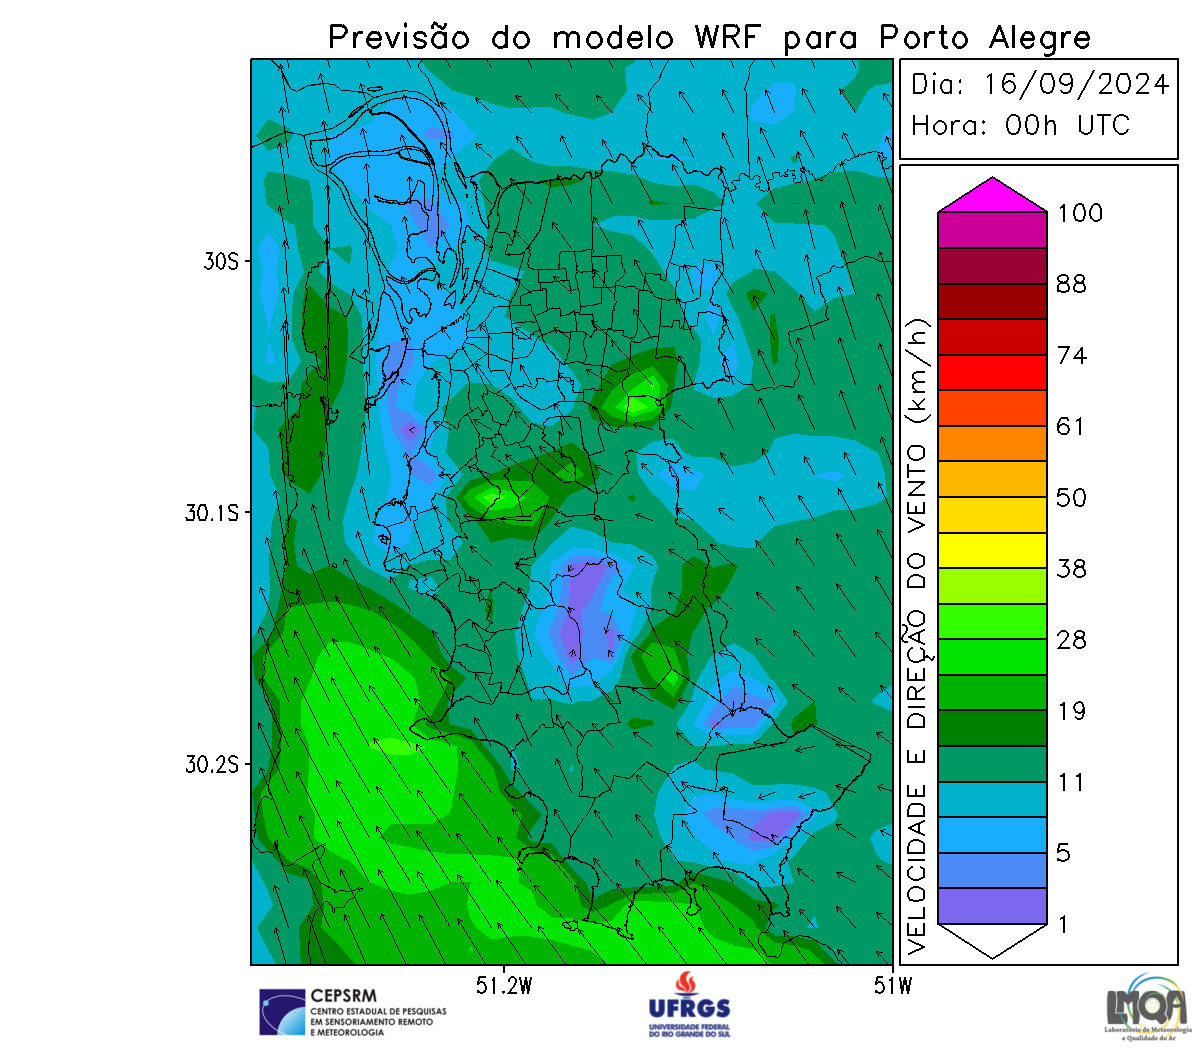 Previsão do modelo WRF para Porto Alegre
Dia: 16/09/2024
Hora: 00h UTC
30S
30.1S
30.2S
51.2W
51W
VELOCIDADE E DIREÇÃO DO VENTO (km/h)
100
88
74
61
50
38
28
19
11
5
1
CEPSRM
CENTRO ESTADUAL DE PESQUISAS
EM SENSORIAMENTO REMOTO
E METEOROLOGIA
UFRGS
UNIVERSIDADE FEDERAL
DO RIO GRANDE DO SUL
LMQA
Laboratório de Meteorologia
e Qualidade do Ar